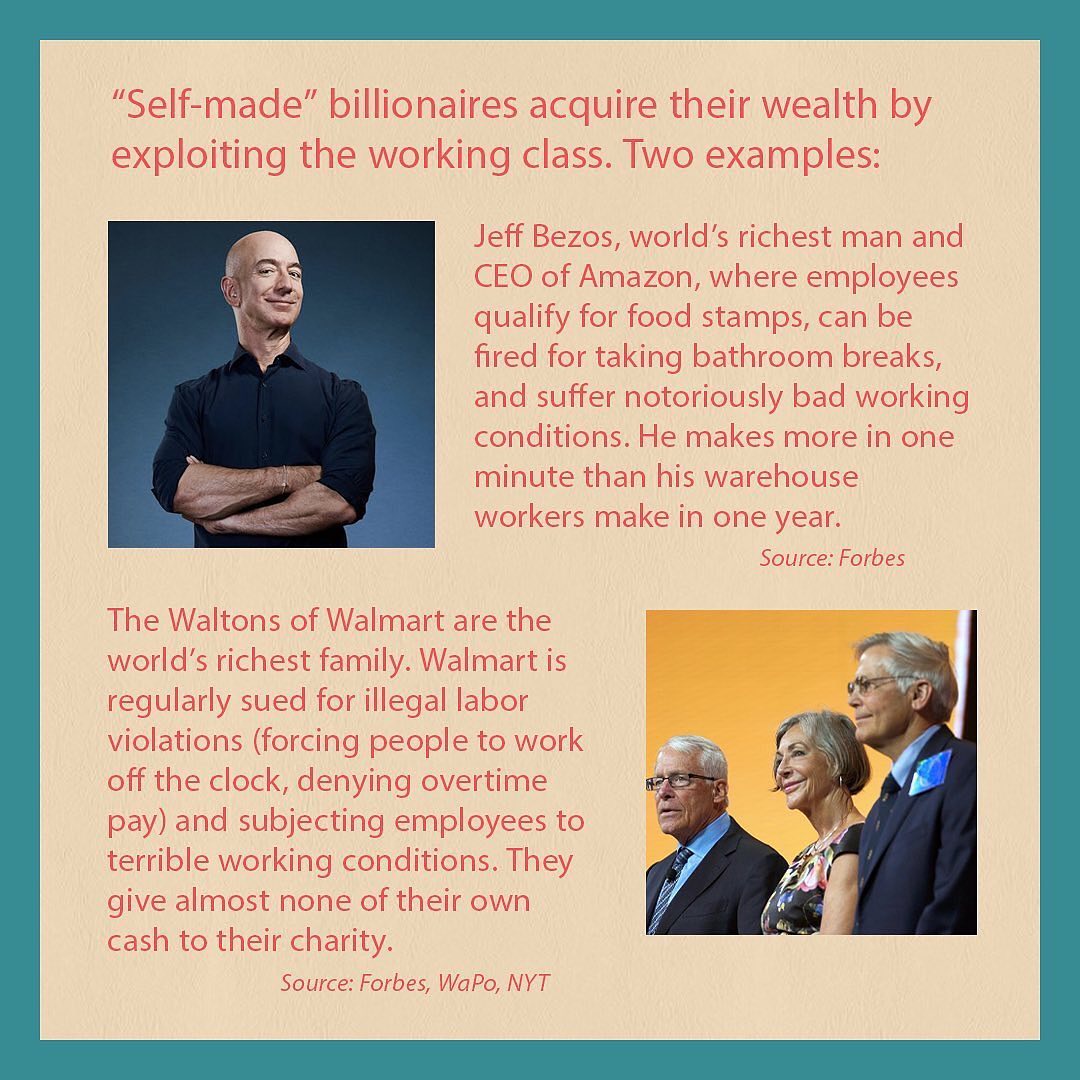 “Self-made” billionaires acquire their wealth by
exploiting the working class. Two examples:
Jeff Bezos, world’s richest man and
CEO of Amazon, where employees
qualify for food stamps, can be
fired for taking bathroom breaks,
and suffer notoriously bad working
conditions. He makes more in one
minute than his warehouse
workers make in one year.
Source: Forbes
The Waltons of Walmart are the
world’s richest family. Walmart is
regularly sued for illegal labor
violations (forcing people to work
off the clock, denying overtime
pay) and subjecting employees to
terrible working conditions. They
give almost none of their own
cash to their charity.
Source: Forbes, WaPo, NYT